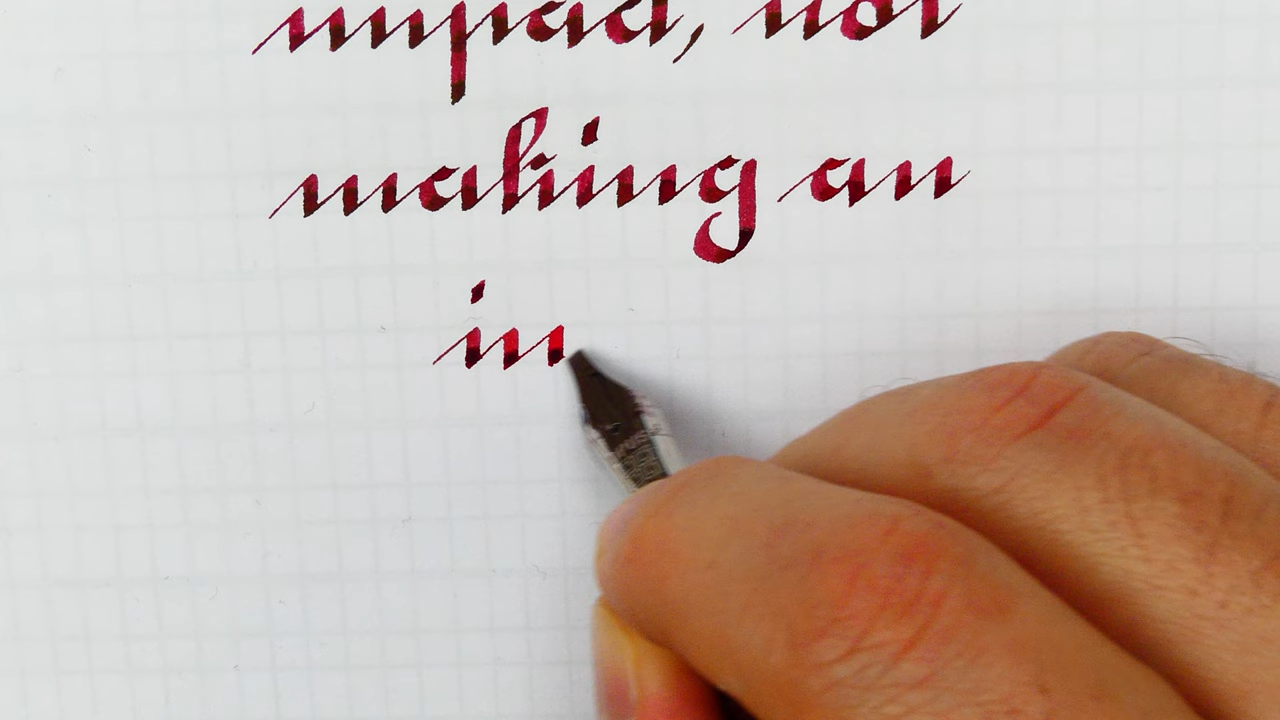 impact, not
making an
in